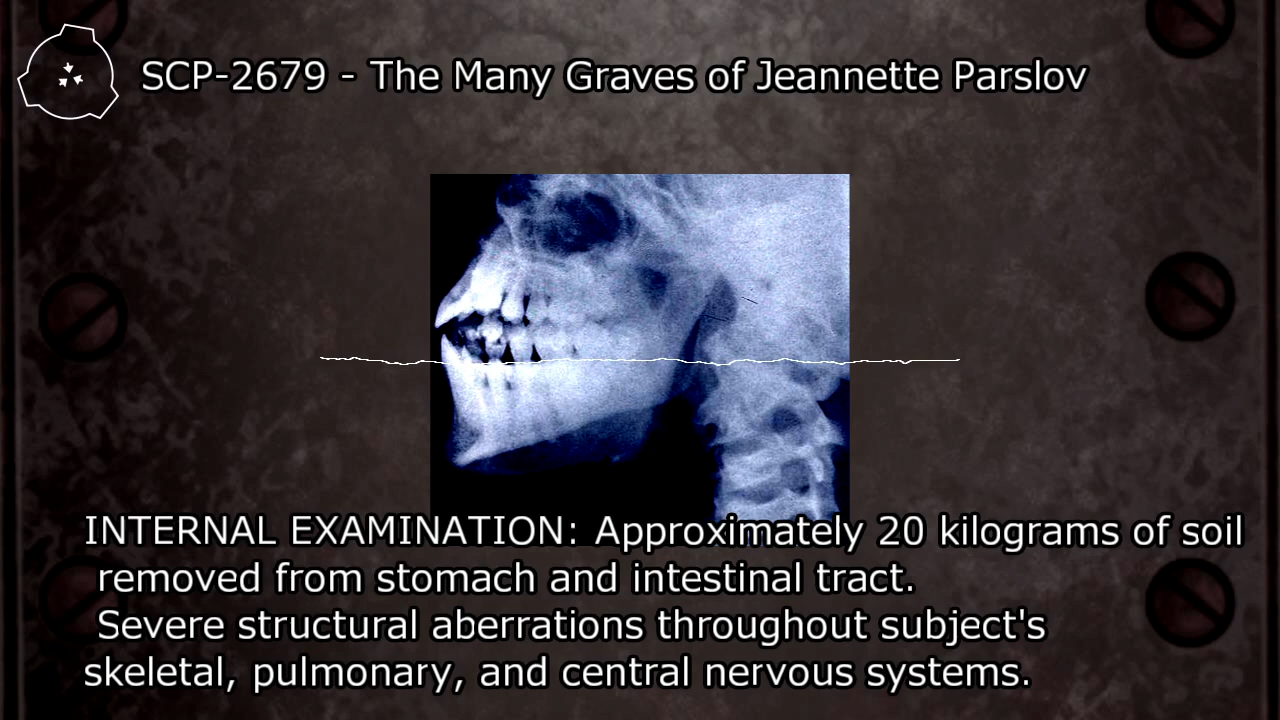 SCP-2679 - The Many Graves of Jeannette Parslov
INTERNAL EXAMINATION: Approximately 20 kilograms of soil
removed from stomach and intestinal tract.
Severe structural aberrations throughout subject's
skeletal, pulmonary, and central nervous systems.